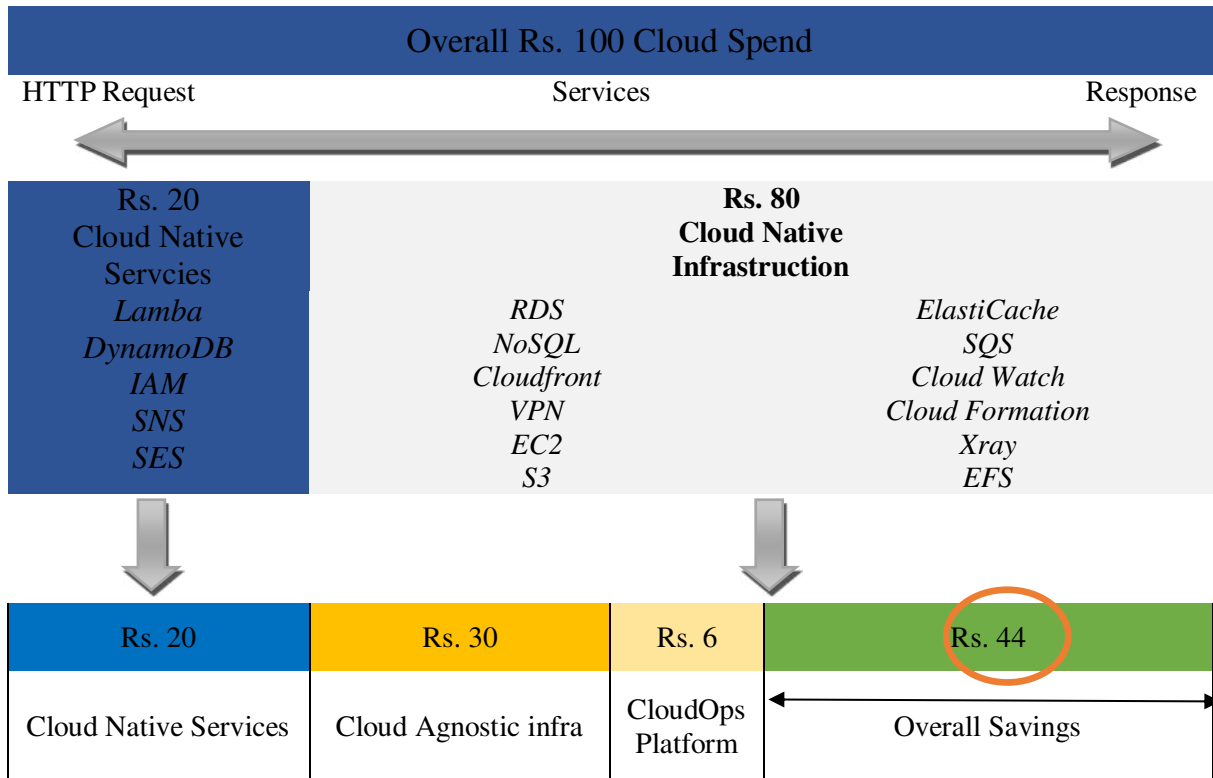 Overall Rs. 100 Cloud Spend
HTTP Request Services Response
Rs. 20
Cloud Native
Servcies
Lamba
DynamoDB
IAM
SNS
SES
Rs. 80
Cloud Native
Infrastruction
RDS
NoSQL
Cloudfront
VPN
EC2
S3
ElastiCache
SQS
Cloud Watch
Cloud Formation
Xray
EFS
Rs. 20
Rs. 30
Rs. 6
Rs. 44
Cloud Native Services
Cloud Agnostic infra
CloudOps
Platform
Overall Savings